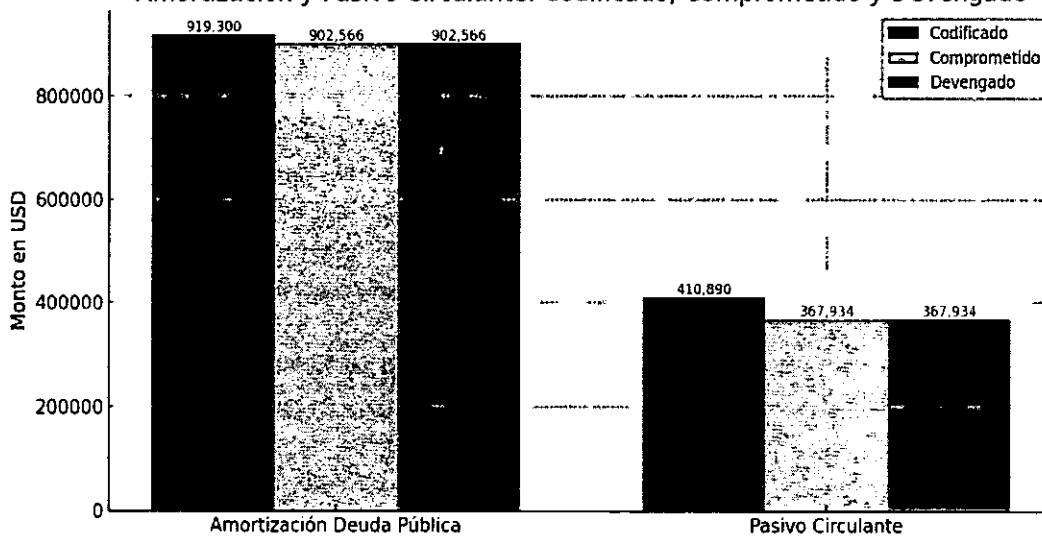 Amortización y Pasivo Circulante: Codificado, Comprometido y Devengado
919.300
902,566
902,566
Codificado
Comprometido
Devengado
800000
600000
400000
200000
0
Monto en USD
410,890
367,934
367,934
Amortización Deuda Pública
Pasivo Circulante